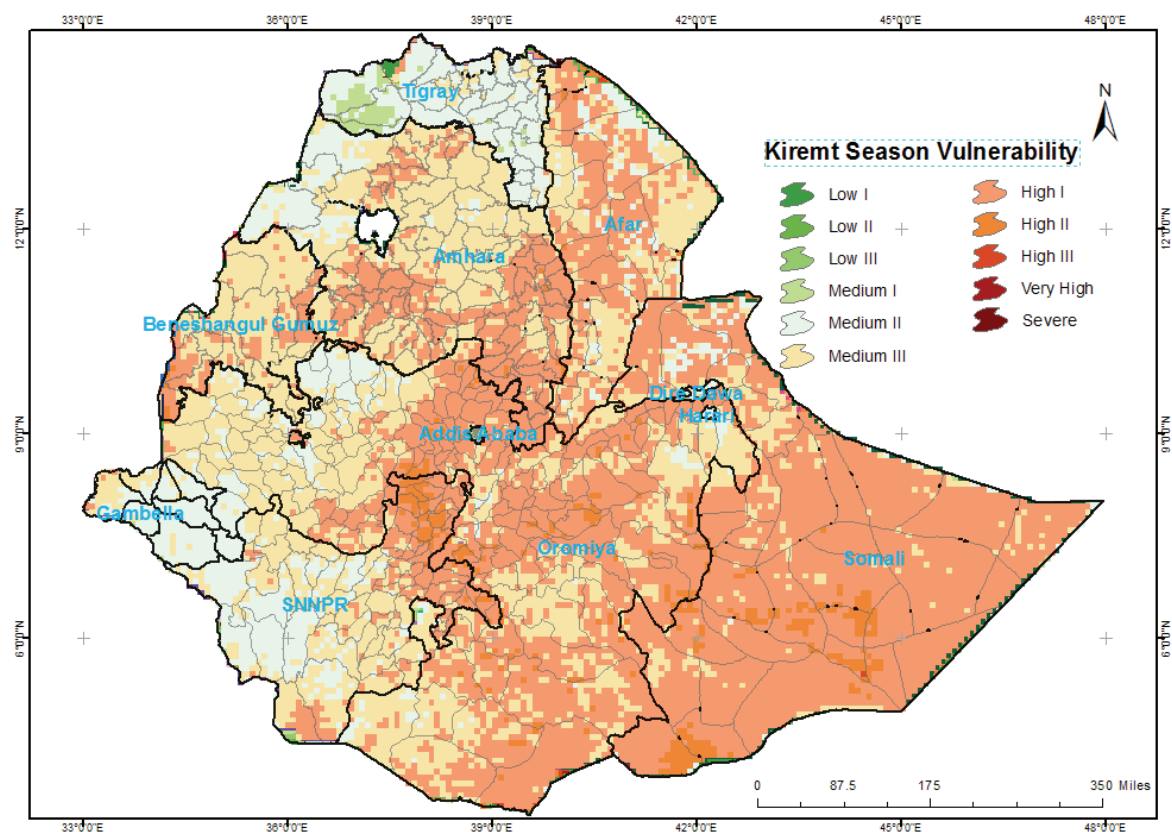 33°0'0"E 36°0'0"E 39°0'0"E 42°0'0"E 45°0'0"E 48°0'0"E
N
Kiremt Season Vulnerability
Low I
Low II
Low III
Medium I
Medium II
Medium III
High I
High II
High III
Very High
Severe
Tigray
Afar
Amhara
Beneshangul Gumuz
Dire Dawa
Harari
Addis Ababa
Gambella
Oromiya
Somali
SNNPR
12°0'0"N 12°0'0"N
9°0'0"N 9°0'0"N
6°0'0"N 6°0'0"N
0 87.5 175 350 Miles
33°0'0"E 36°0'0"E 39°0'0"E 42°0'0"E 45°0'0"E 48°0'0"E